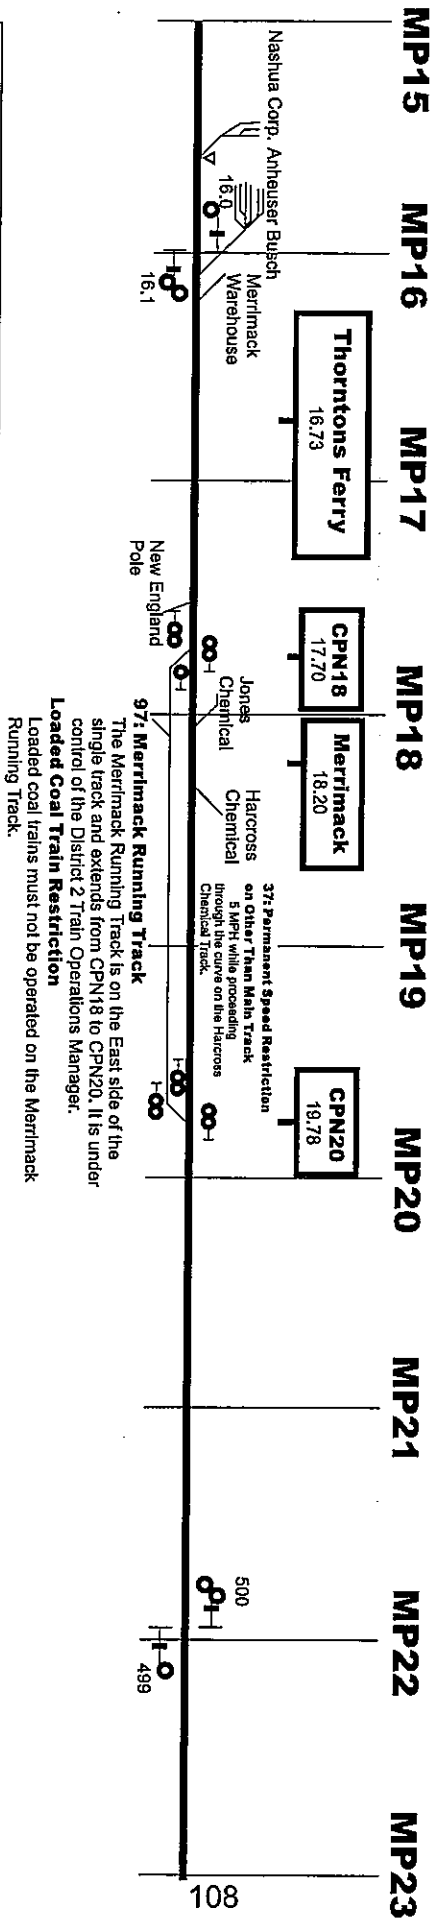 MP15
MP16
MP17
MP18
MP19
MP20
MP21
MP22
MP23
Thorntons Ferry
16.73
CPN18
17.70
Merrimack
18.20
CPN20
19.78
Nashua Corp.
Anheuser Busch
16.0
Merrimack
Warehouse
16.1
New England
Pole
Jones
Chemical
Harcross
Chemical
37: Permanent Speed Restriction
on Other Than Main Track
5 MPH while proceeding
through the curve on the Harcross
Chemical Track.
97: Merrimack Running Track
The Merrimack Running Track is on the East side of the
single track and extends from CPN18 to CPN20. It is under
control of the District 2 Train Operations Manager.
Loaded Coal Train Restriction
Loaded coal trains must not be operated on the Merrimack
Running Track.
500
499
108